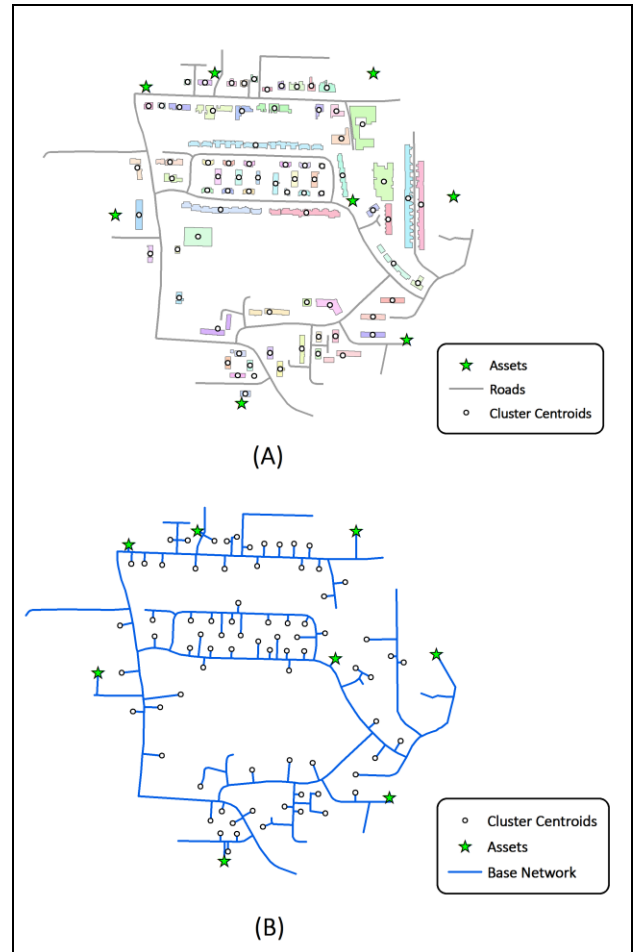 Assets
Roads
Cluster Centroids
(A)
Cluster Centroids
Assets
Base Network
(B)